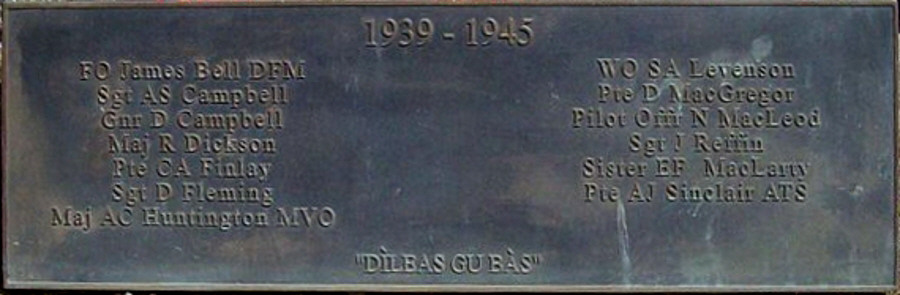 1939 - 1945
FO James Bell DFM
Sgt AS Campbell
Gnr D Campbell
Maj R Dickson
Pte CA Finlay
Sgt D Fleming
Maj AC Huntington MVO
WO SA Levenson
Pte D MacGregor
Pilot Offr N MacLeod
Sgt J Reffin
Sister EF MacLarty
Pte AJ Sinclair ATS
"DÌLEAS GU BÀS"